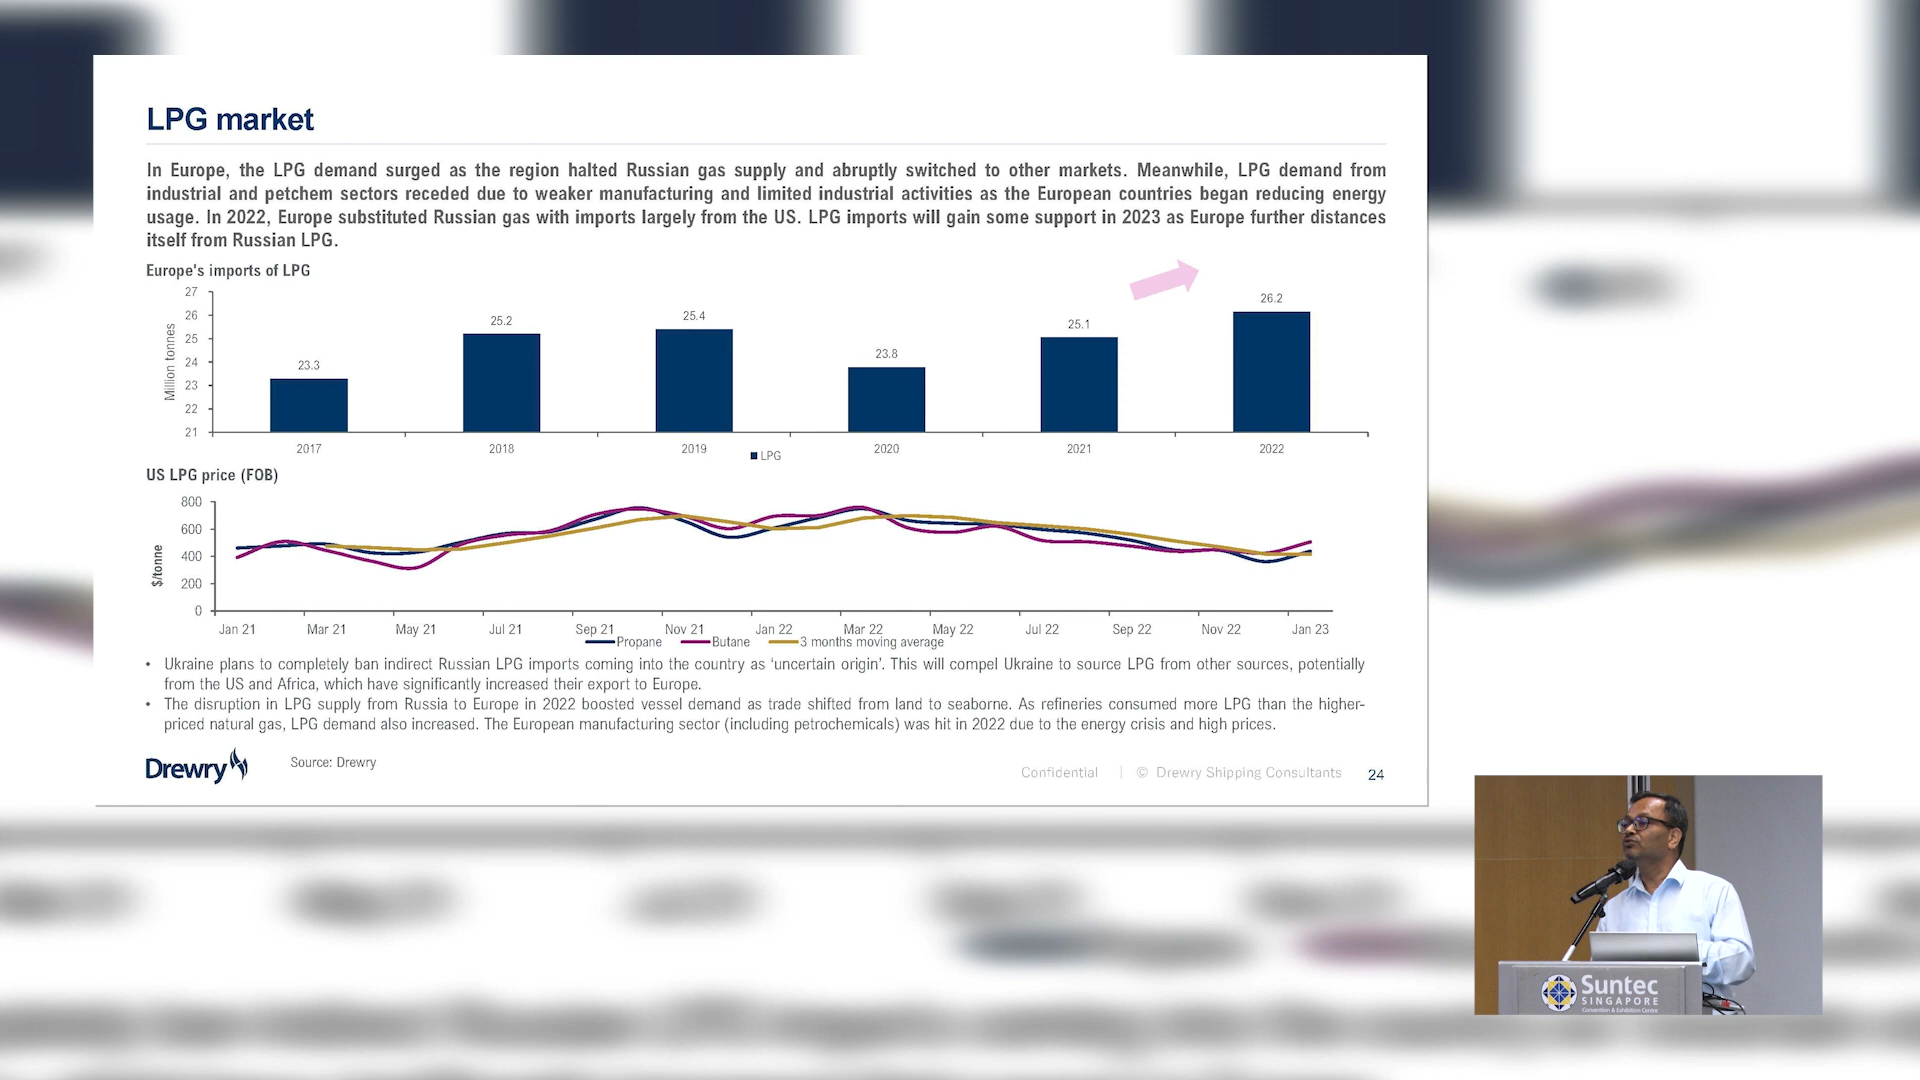 LPG market
In Europe, the LPG demand surged as the region halted Russian gas supply and abruptly switched to other markets. Meanwhile, LPG demand from
industrial and petchem sectors receded due to weaker manufacturing and limited industrial activities as the European countries began reducing energy
usage. In 2022, Europe substituted Russian gas with imports largely from the US. LPG imports will gain some support in 2023 as Europe further distances
itself from Russian LPG.
Europe's imports of LPG
Million tonnes
27
26
25
24
23
22
21
23.3
25.2
25.4
23.8
25.1
26.2
2017 2018 2019 2020 2021 2022
LPG
US LPG price (FOB)
$/tonne
800
600
400
200
0
Jan 21 Mar 21 May 21 Jul 21 Sep 21 Nov 21 Jan 22 Mar 22 May 22 Jul 22 Sep 22 Nov 22 Jan 23
Propane Butane 3 months moving average
• Ukraine plans to completely ban indirect Russian LPG imports coming into the country as ‘uncertain origin’. This will compel Ukraine to source LPG from other sources, potentially
from the US and Africa, which have significantly increased their export to Europe.
• The disruption in LPG supply from Russia to Europe in 2022 boosted vessel demand as trade shifted from land to seaborne. As refineries consumed more LPG than the higher-
priced natural gas, LPG demand also increased. The European manufacturing sector (including petrochemicals) was hit in 2022 due to the energy crisis and high prices.
Drewry
Source: Drewry
Confidential | © Drewry Shipping Consultants 24
Suntec
SINGAPORE
Convention & Exhibition Centre